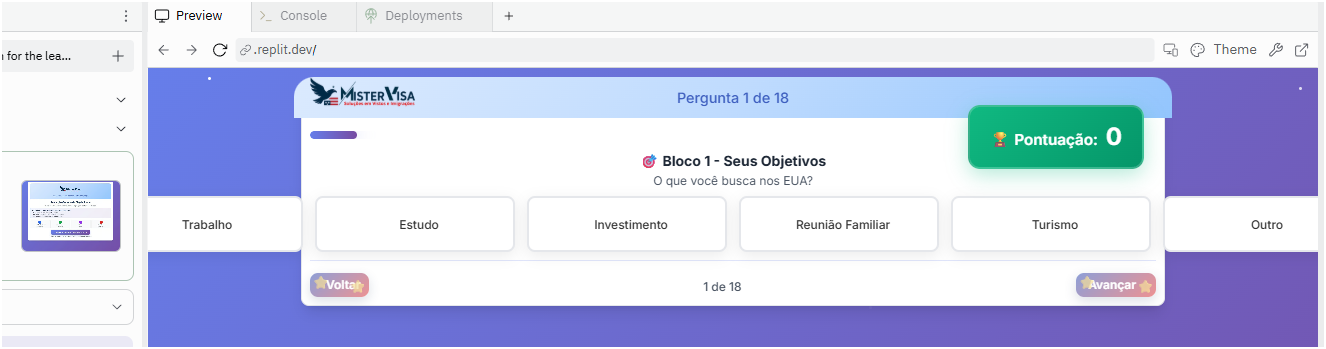 Preview
Console
Deployments
n for the lea...
.replit.dev/
Theme
MISTER VISA
Soluções em Vistos e Imigrações
Pergunta 1 de 18
🏆 Pontuação: 0
🎯 Bloco 1 - Seus Objetivos
O que você busca nos EUA?
Trabalho
Estudo
Investimento
Reunião Familiar
Turismo
Outro
Voltar
1 de 18
Avançar